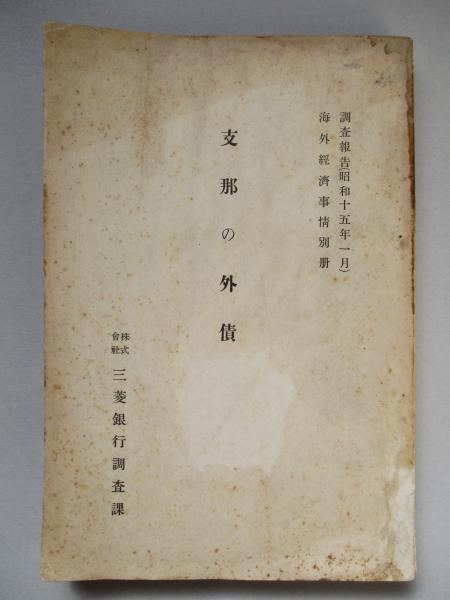 調査報告(昭和十五年一月)
海外經濟事情別册
支那の外債
株式會社
三菱銀行調査課